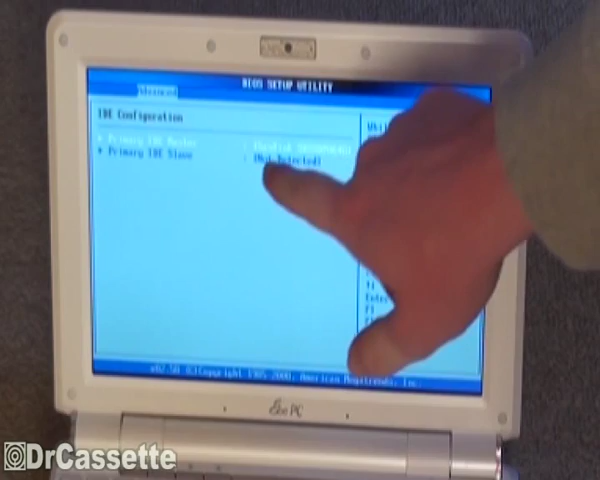 BIOS SETUP UTILITY
Advanced
IDE Configuration
Primary IDE Master
Primary IDE Slave : [Not Detected]
Enter
F1
v02.58 (C)Copyright 1985-2008, American Megatrends, Inc.
Eee PC
DrCassette